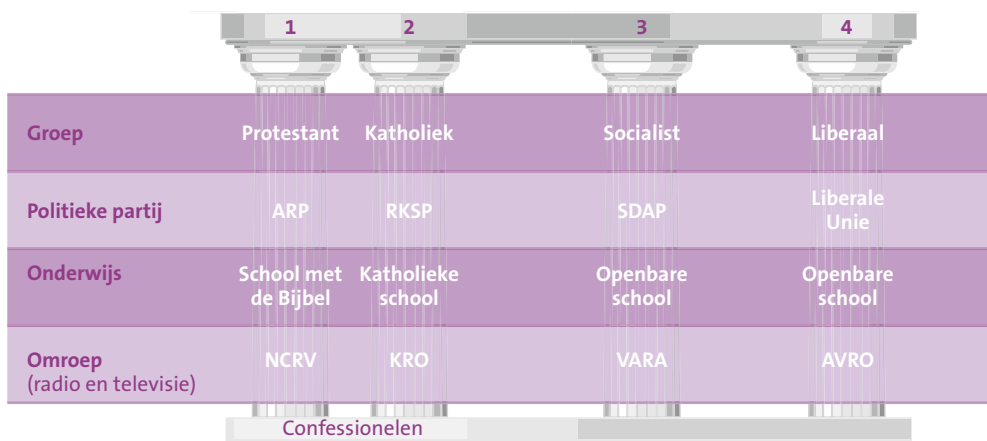 1 2 3 4
Groep Protestant Katholiek Socialist Liberaal
Politieke partij ARP RKSP SDAP Liberale
Unie
Onderwijs School met Katholieke Openbare Openbare
de Bijbel school school school
Omroep NCRV KRO VARA AVRO
(radio en televisie)
Confessionelen